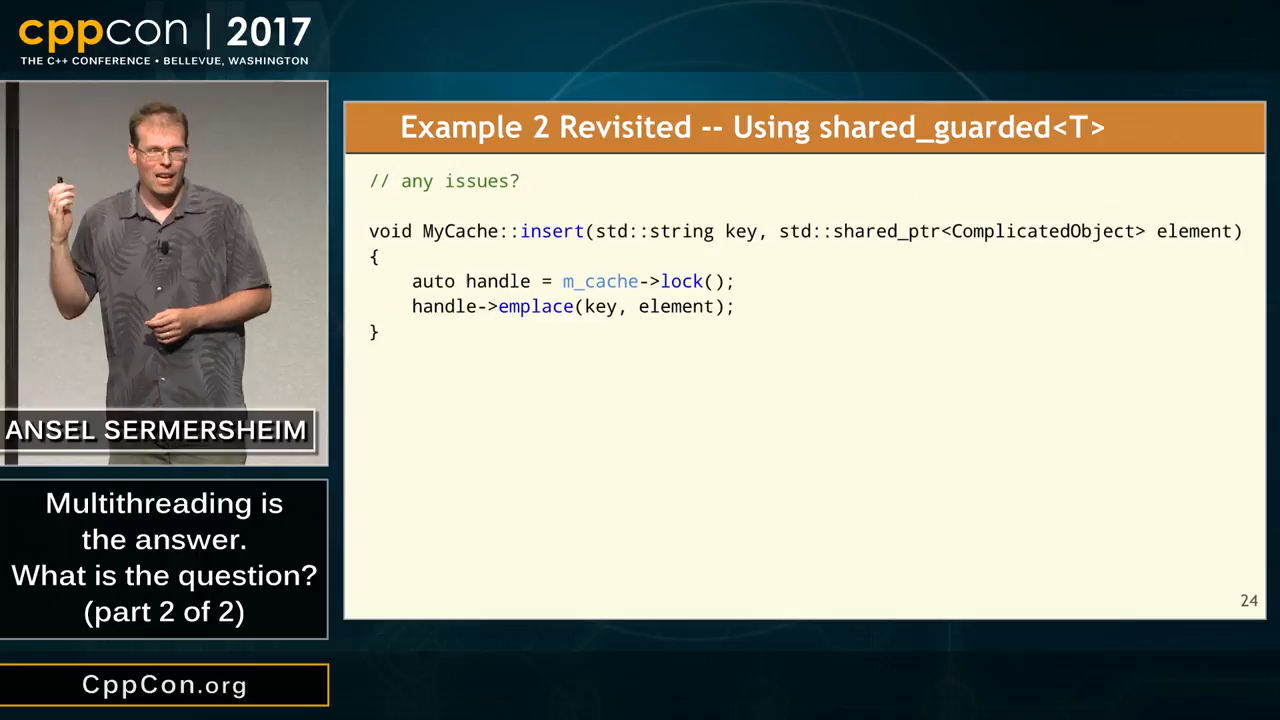 cppcon | 2017
THE C++ CONFERENCE • BELLEVUE, WASHINGTON
Example 2 Revisited -- Using shared_guarded<T>
// any issues?
void MyCache::insert(std::string key, std::shared_ptr<ComplicatedObject> element)
{
    auto handle = m_cache->lock();
    handle->emplace(key, element);
}
24
ANSEL SERMERSHEIM
Multithreading is
the answer.
What is the question?
(part 2 of 2)
CppCon.org